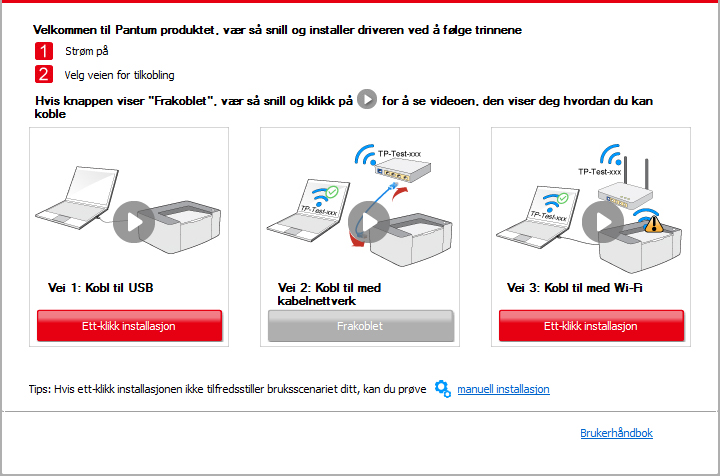 Velkommen til Pantum produktet, vær så snill og installer driveren ved å følge trinnene
1 Strøm på
2 Velg veien for tilkobling
Hvis knappen viser "Frakoblet", vær så snill og klikk på for å se videoen, den viser deg hvordan du kan
koble
TP-Test-xxx
TP-Test-xxx
TP-Test-xxx
TP-Test-xxx
Vei 1: Kobl til USB
Vei 2: Kobl til med
kabelnettverk
Vei 3: Kobl til med Wi-Fi
Ett-klikk installasjon
Frakoblet
Ett-klikk installasjon
Tips: Hvis ett-klikk installasjonen ikke tilfredsstiller bruksscenariet ditt, kan du prøve manuell installasjon
Brukerhåndbok